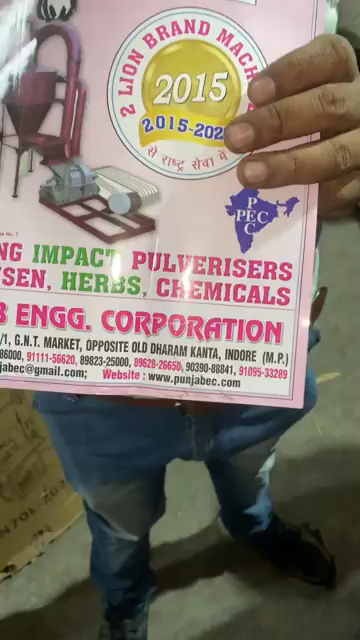 2 LION BRAND MACH
2015
2015-202
से राष्ट्र सेवा में
P
PEC
C
NG IMPACT PULVERISERS
SEN, HERBS, CHEMICALS
B ENGG. CORPORATION
/1, G.N.T. MARKET, OPPOSITE OLD DHARAM KANTA, INDORE (M.P.)
86000, 91111-56620, 89823-25000, 89628-26650, 90390-88841, 91095-33289
jabec@gmail.com; Website : www.punjabec.com